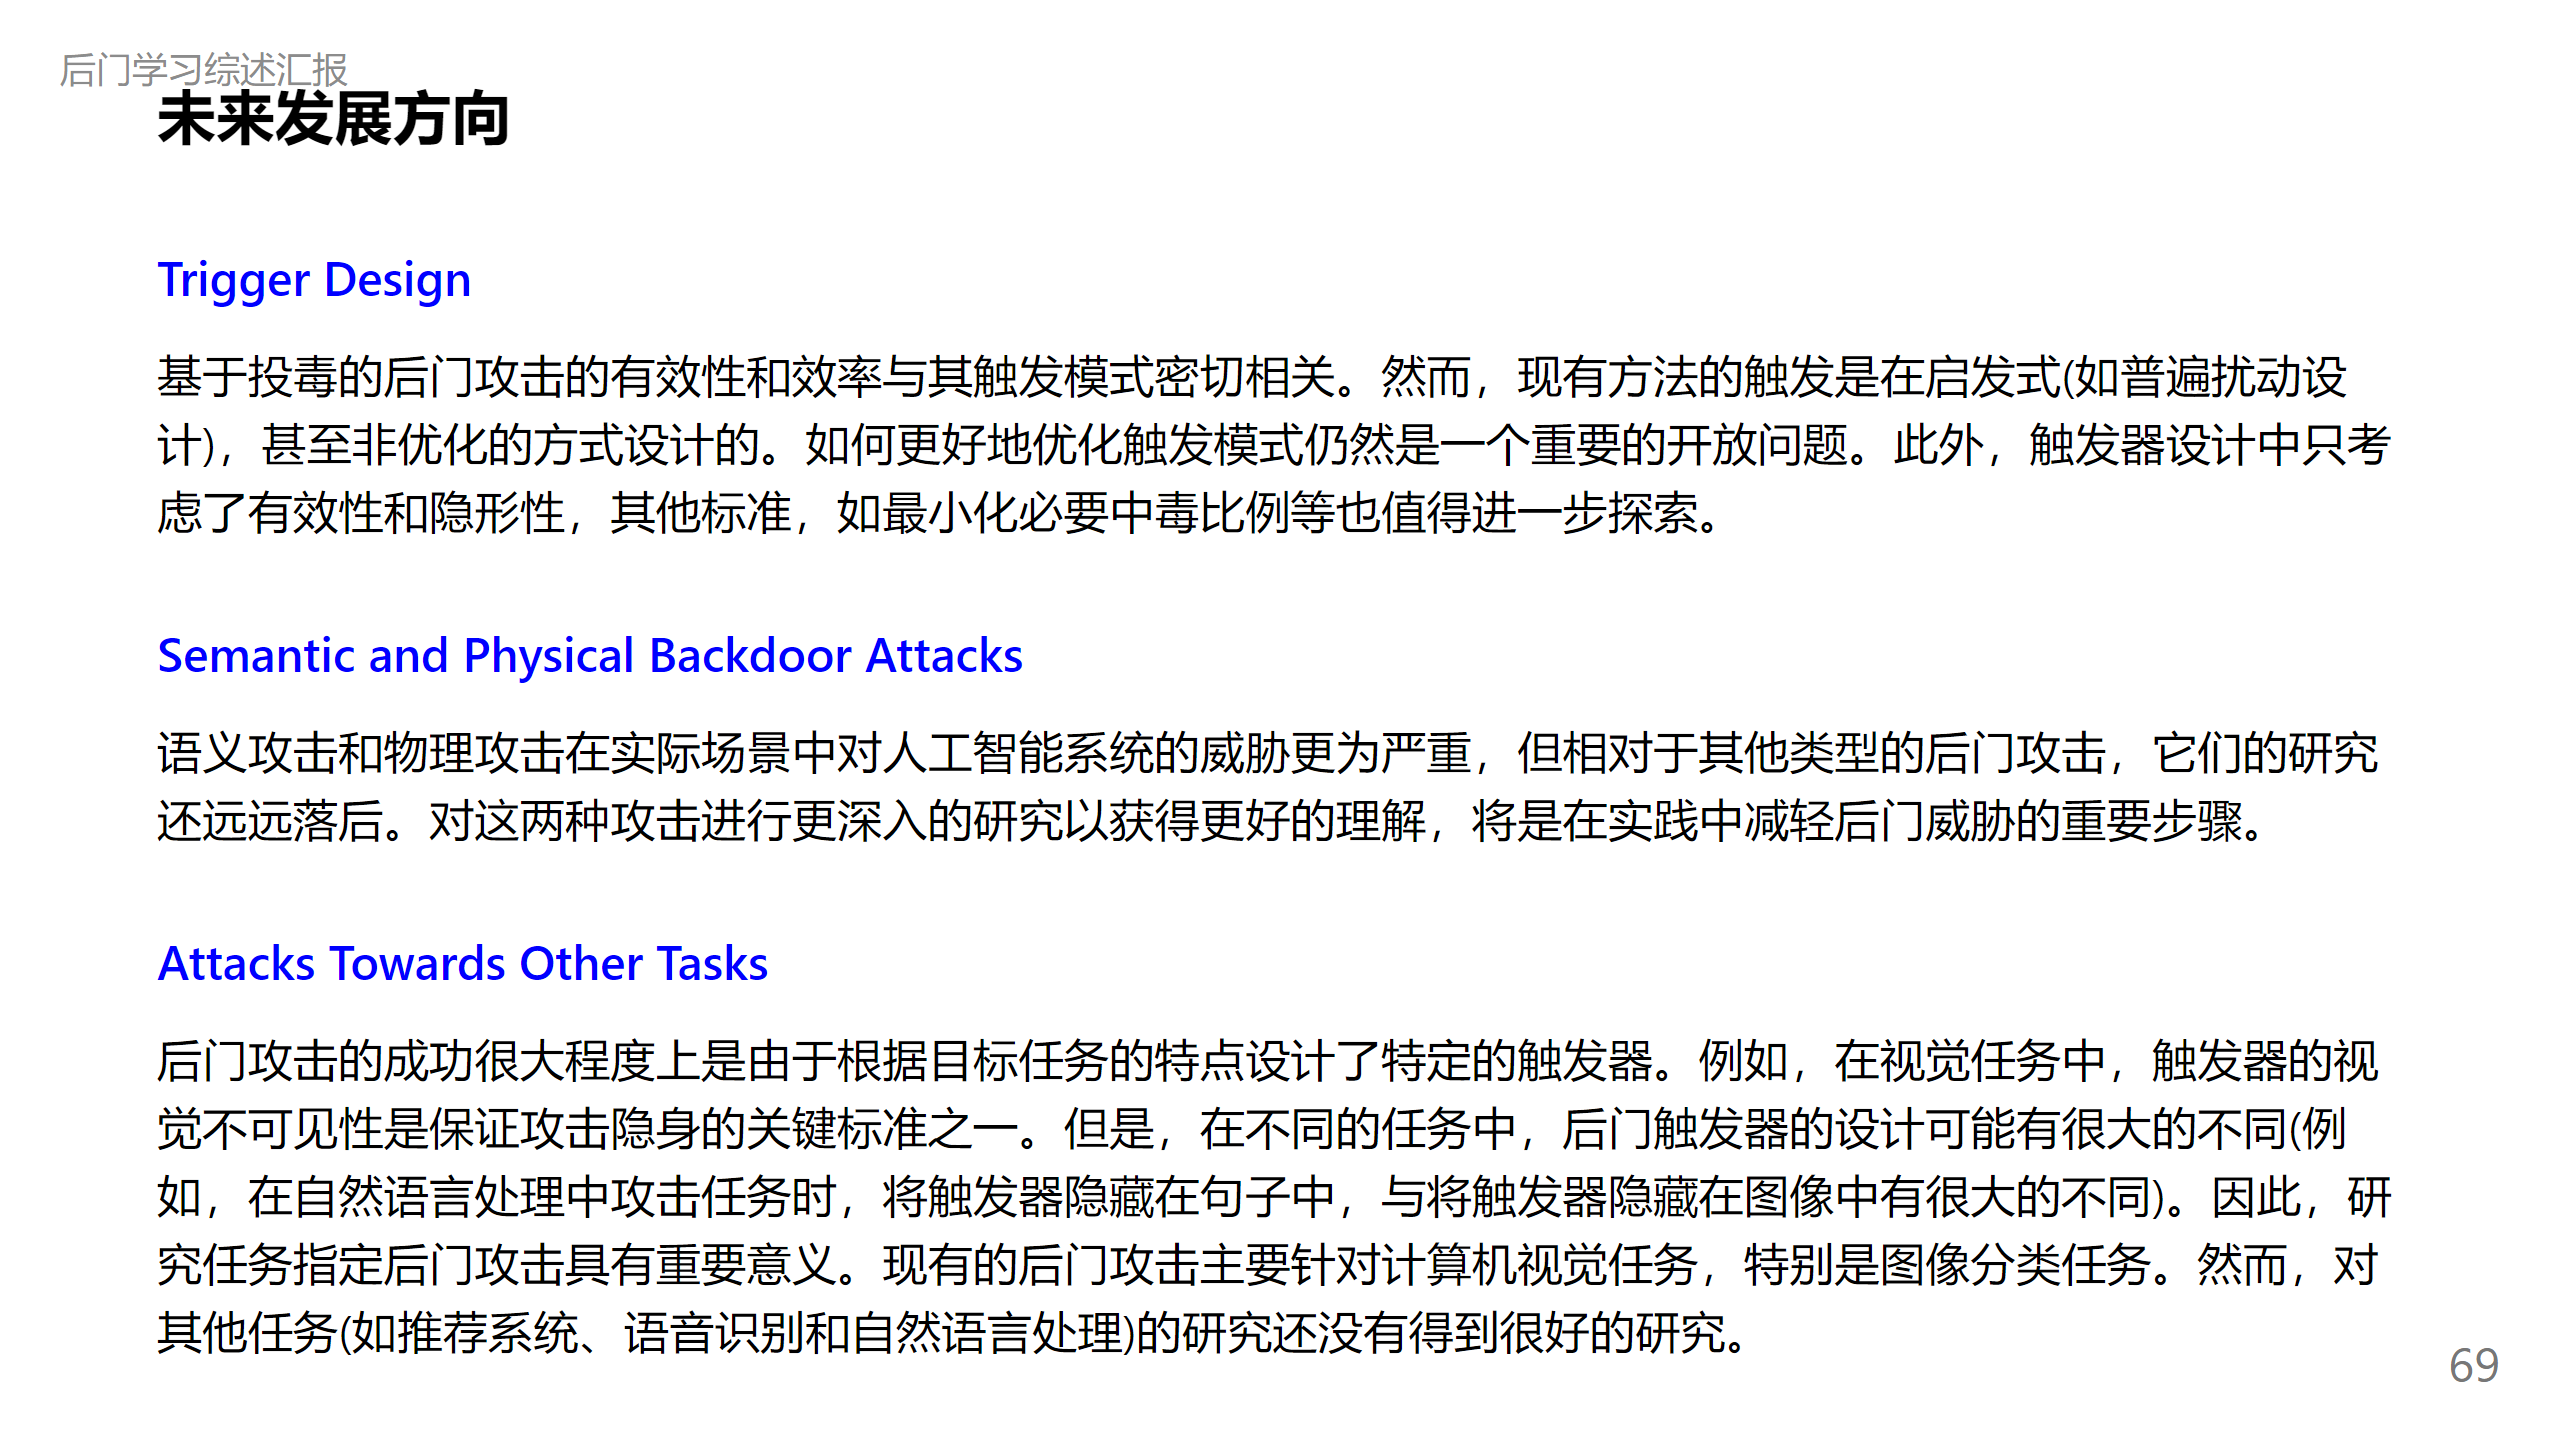 后门学习综述汇报
未来发展方向
Trigger Design
基于投毒的后门攻击的有效性和效率与其触发模式密切相关。然而，现有方法的触发是在启发式(如普遍扰动设
计)，甚至非优化的方式设计的。如何更好地优化触发模式仍然是一个重要的开放问题。此外，触发器设计中只考
虑了有效性和隐形性，其他标准，如最小化必要中毒比例等也值得进一步探索。
Semantic and Physical Backdoor Attacks
语义攻击和物理攻击在实际场景中对人工智能系统的威胁更为严重，但相对于其他类型的后门攻击，它们的研究
还远远落后。对这两种攻击进行更深入的研究以获得更好的理解，将是在实践中减轻后门威胁的重要步骤。
Attacks Towards Other Tasks
后门攻击的成功很大程度上是由于根据目标任务的特点设计了特定的触发器。例如，在视觉任务中，触发器的视
觉不可见性是保证攻击隐身的关键标准之一。但是，在不同的任务中，后门触发器的设计可能有很大的不同(例
如，在自然语言处理中攻击任务时，将触发器隐藏在句子中，与将触发器隐藏在图像中有很大的不同)。因此，研
究任务指定后门攻击具有重要意义。现有的后门攻击主要针对计算机视觉任务，特别是图像分类任务。然而，对
其他任务(如推荐系统、语音识别和自然语言处理)的研究还没有得到很好的研究。
69